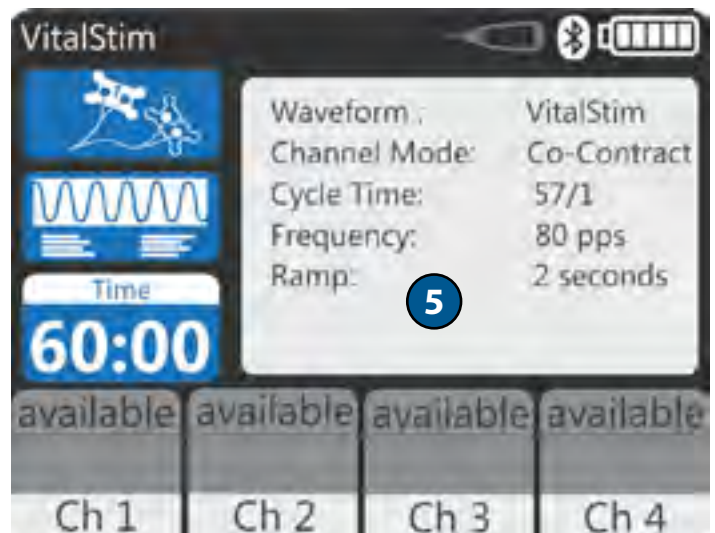 VitalStim
Waveform : VitalStim
Channel Mode: Co-Contract
Cycle Time: 57/1
Frequency: 80 pps
Ramp: 2 seconds
5
Time
60:00
available available available available
Ch 1 Ch 2 Ch 3 Ch 4